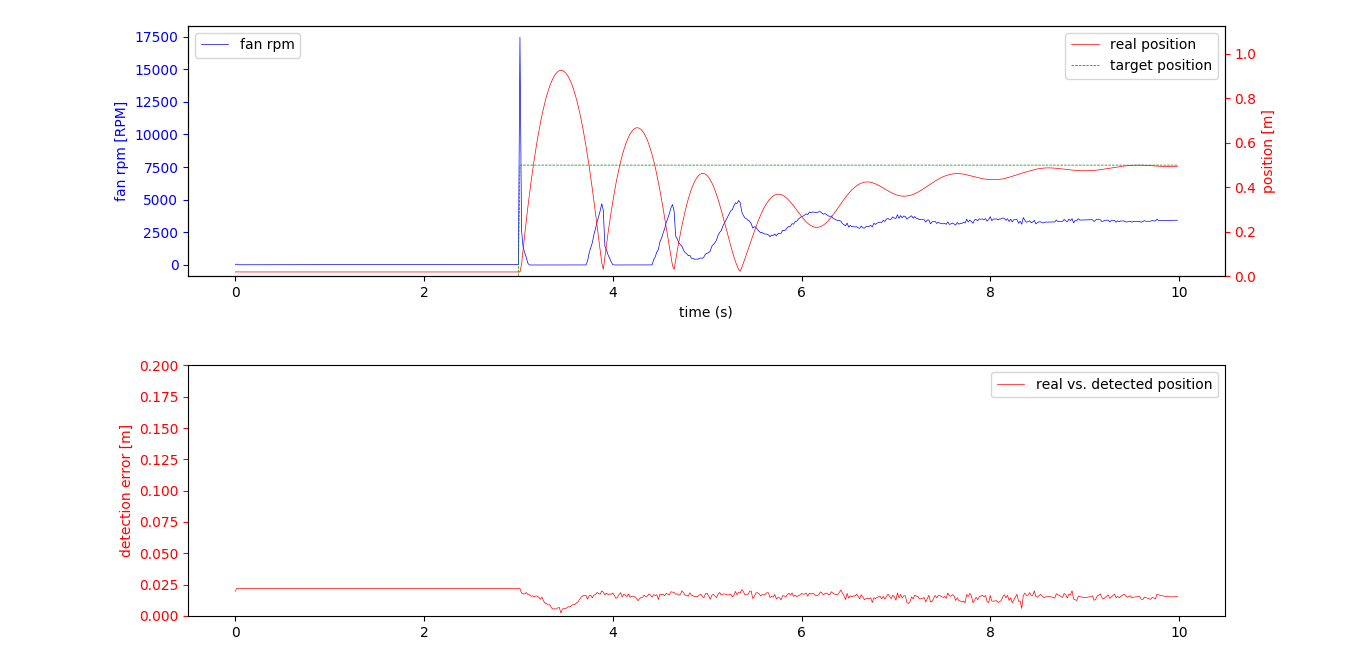 fan rpm
real position
target position
17500
15000
12500
10000
7500
5000
2500
0
fan rpm [RPM]
1.0
0.8
0.6
0.4
0.2
0.0
position [m]
0 2 4 6 8 10
time (s)
real vs. detected position
0.200
0.175
0.150
0.125
0.100
0.075
0.050
0.025
0.000
detection error [m]
0 2 4 6 8 10